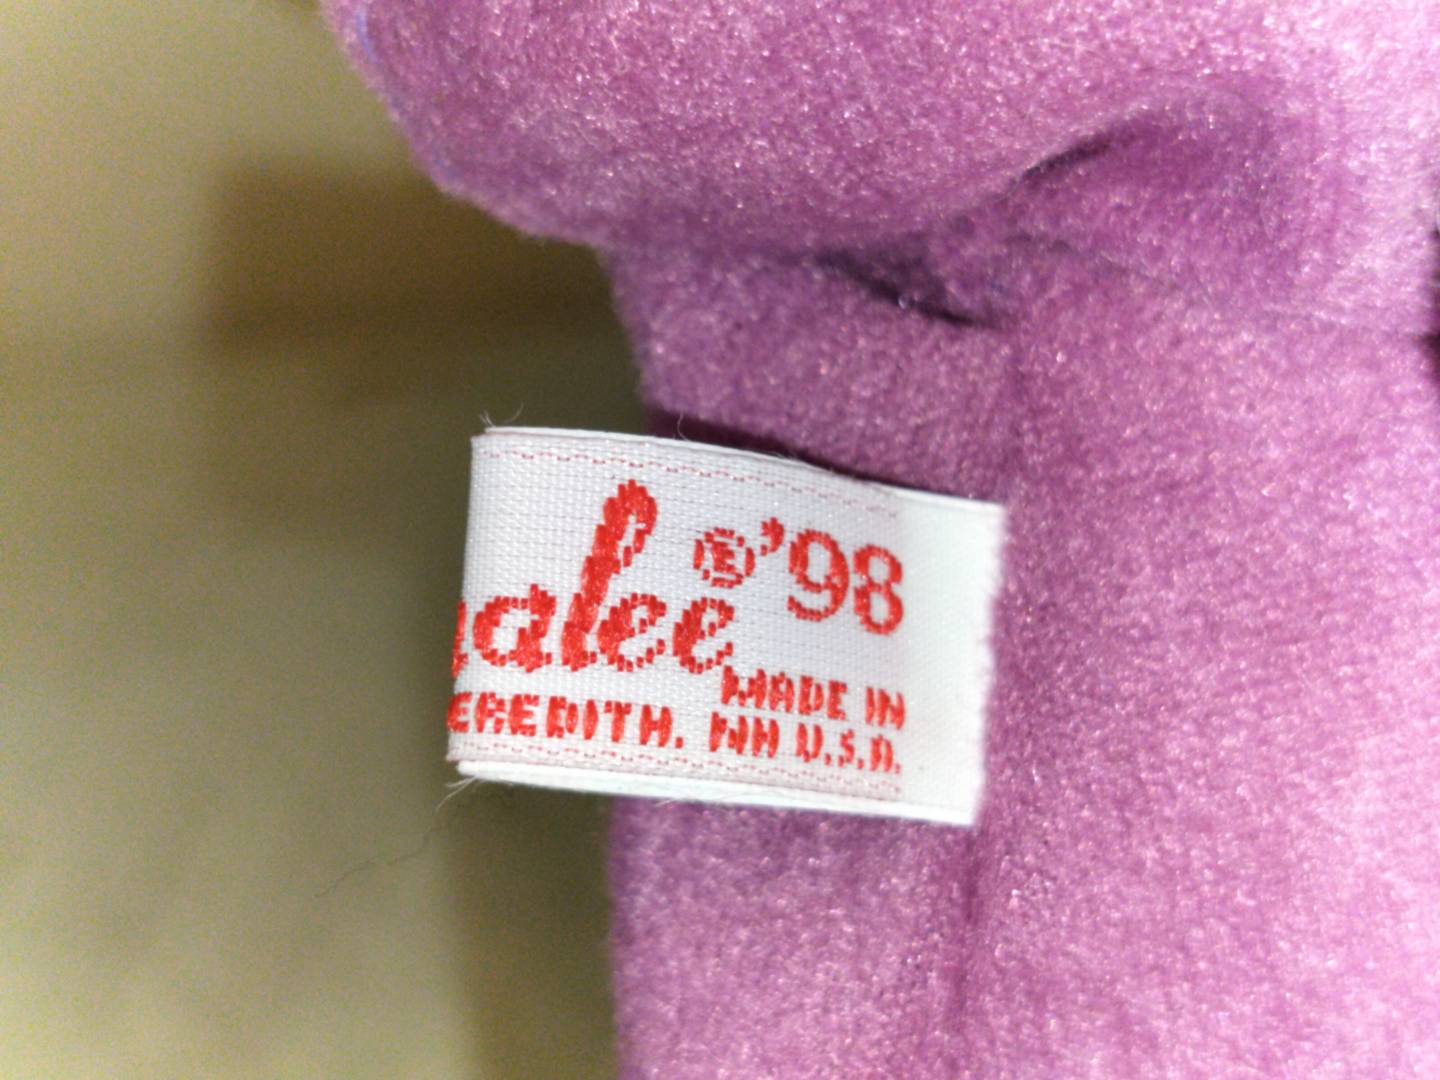 alee ® '98
MADE IN
EREDITH. NH U.S.A.